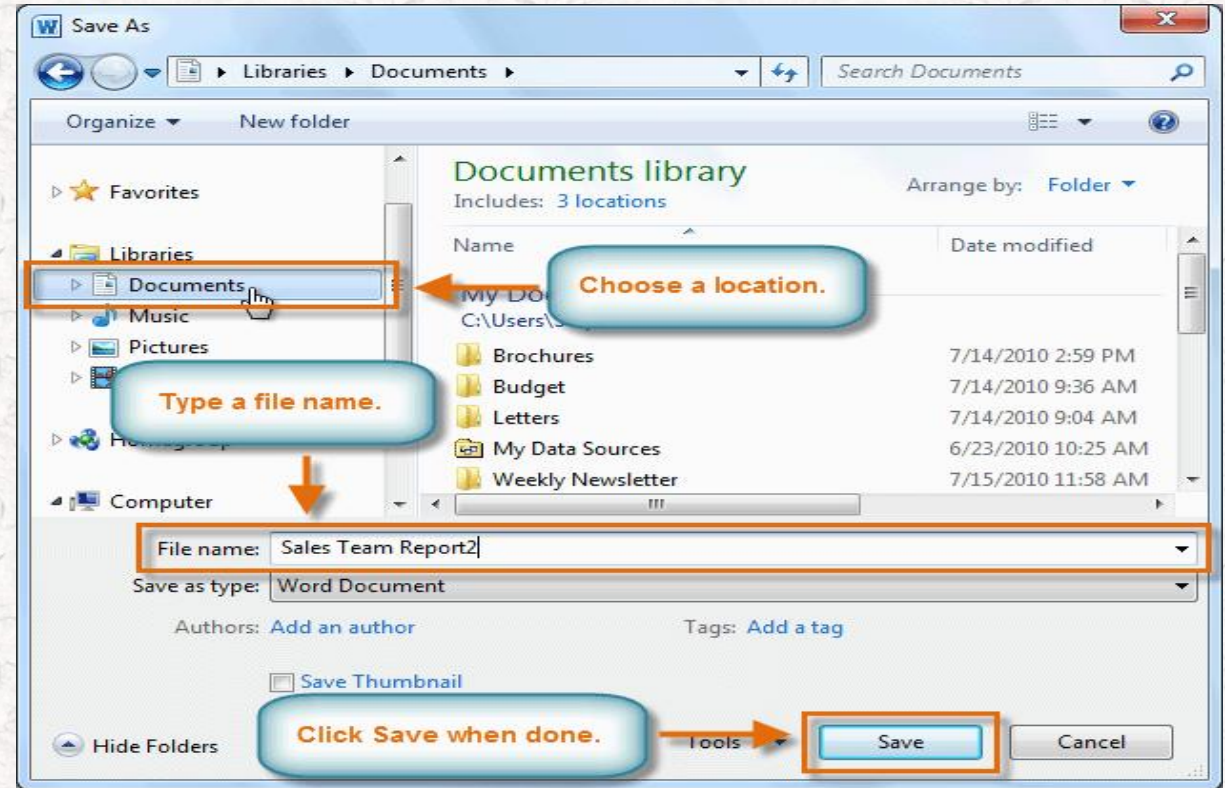 Save As
Libraries ▸ Documents ▸
Search Documents
Organize
New folder
Favorites
Libraries
Documents
Music
Pictures
Computer
Documents library
Includes: 3 locations
Arrange by: Folder
Name
Date modified
Choose a location.
My
C:\Users\
Brochures 7/14/2010 2:59 PM
Budget 7/14/2010 9:36 AM
Letters 7/14/2010 9:04 AM
My Data Sources 6/23/2010 10:25 AM
Weekly Newsletter 7/15/2010 11:58 AM
Type a file name.
File name: Sales Team Report2
Save as type: Word Document
Authors: Add an author
Tags: Add a tag
Save Thumbnail
Click Save when done.
Hide Folders
Tools
Save
Cancel